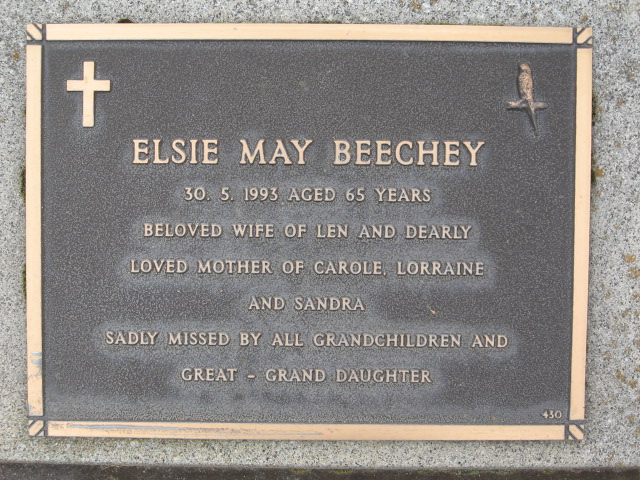 ELSIE MAY BEECHEY
30. 5. 1993 AGED 65 YEARS
BELOVED WIFE OF LEN AND DEARLY
LOVED MOTHER OF CAROLE, LORRAINE
AND SANDRA
SADLY MISSED BY ALL GRANDCHILDREN AND
GREAT - GRAND DAUGHTER
430